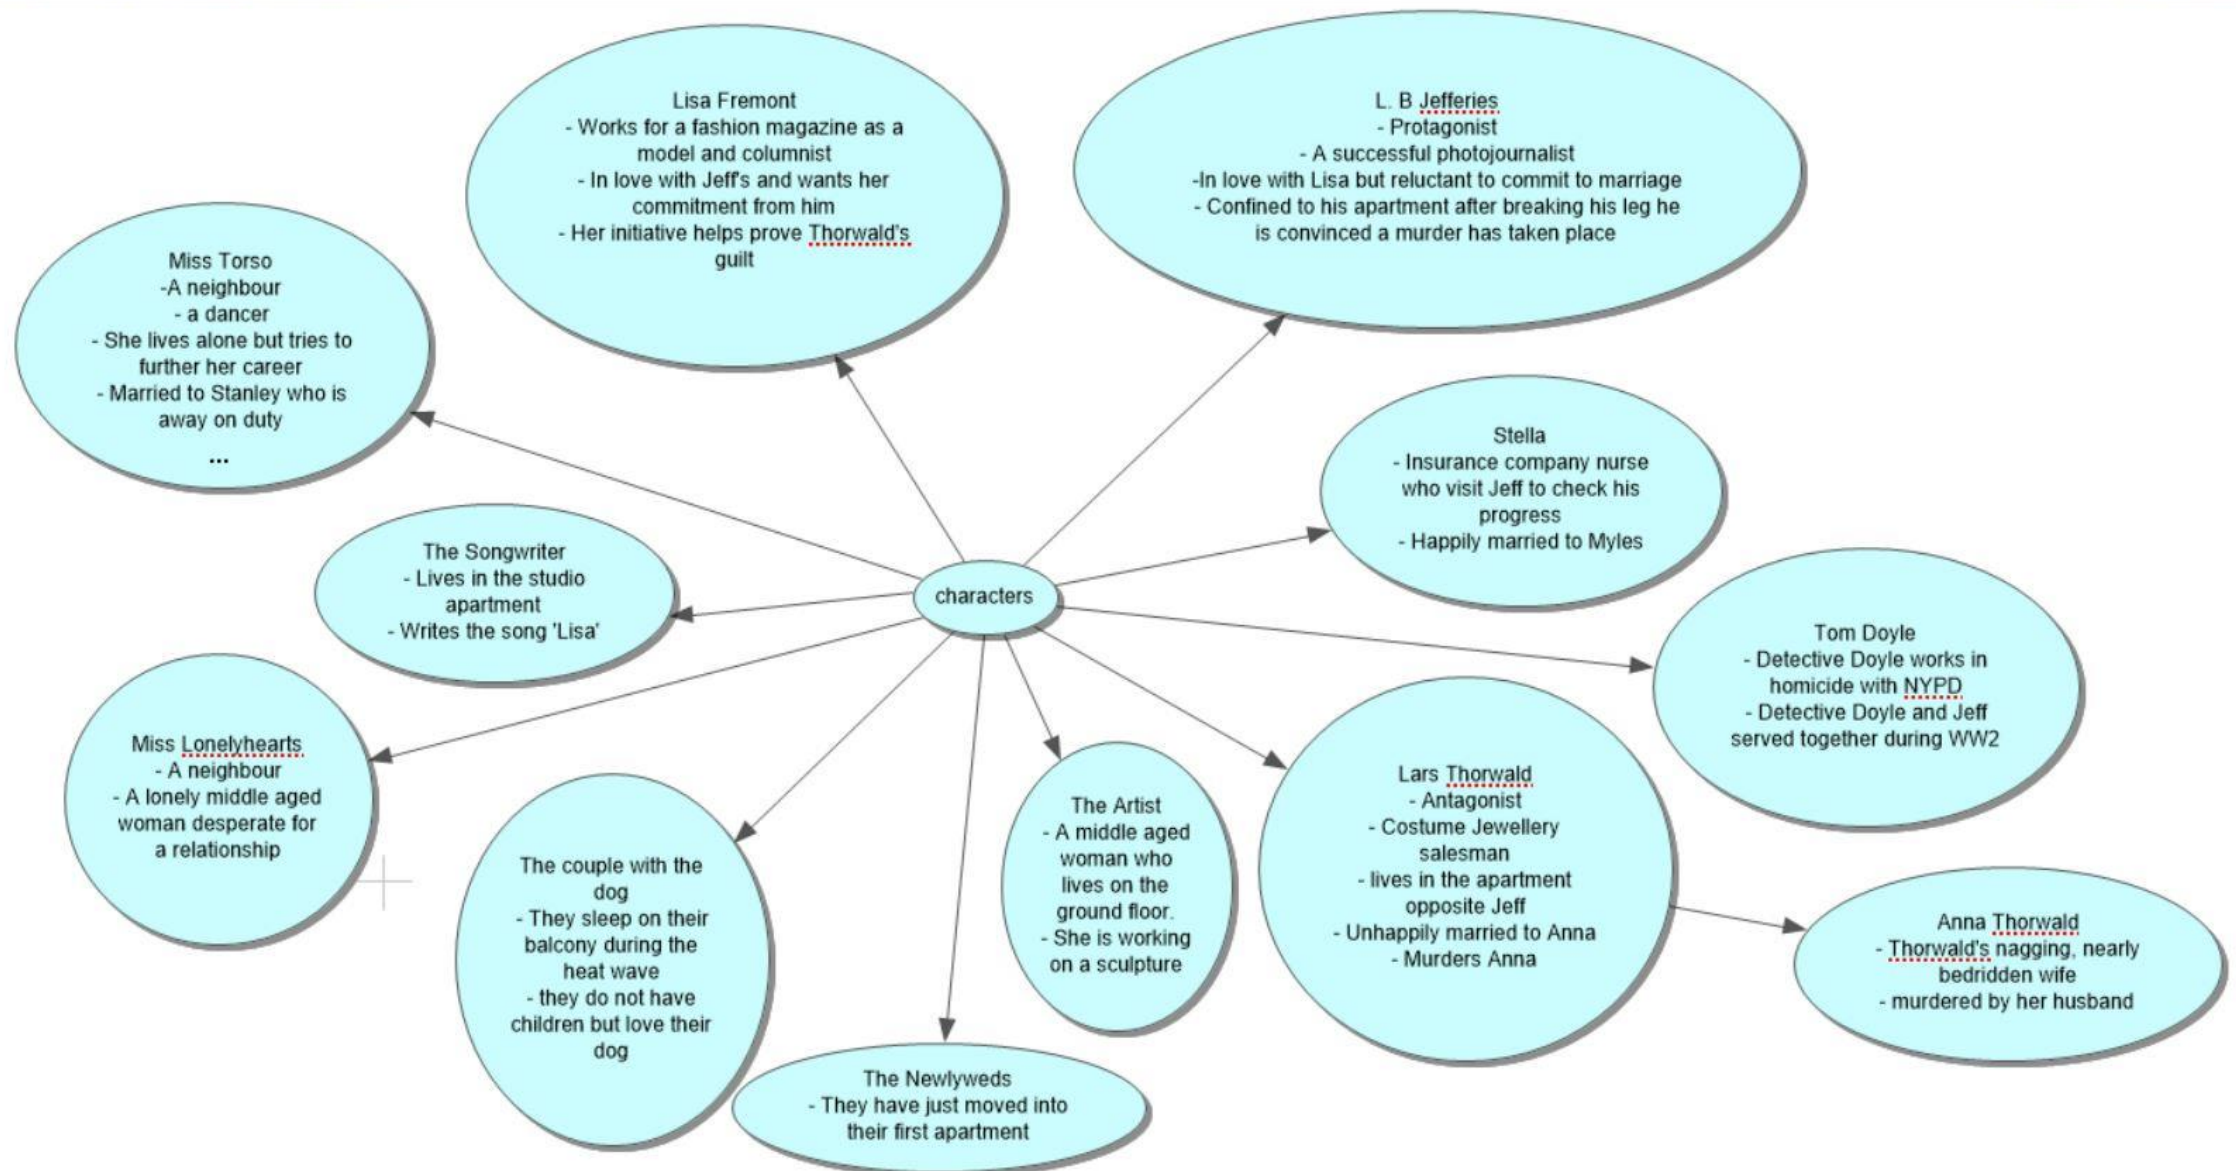 Lisa Fremont
- Works for a fashion magazine as a
model and columnist
- In love with Jeff's and wants her
commitment from him
- Her initiative helps prove Thorwald's
guilt
L. B Jefferies
- Protagonist
- A successful photojournalist
-In love with Lisa but reluctant to commit to marriage
- Confined to his apartment after breaking his leg he
is convinced a murder has taken place
Miss Torso
-A neighbour
- a dancer
- She lives alone but tries to
further her career
- Married to Stanley who is
away on duty
...
Stella
- Insurance company nurse
who visit Jeff to check his
progress
- Happily married to Myles
The Songwriter
- Lives in the studio
apartment
- Writes the song 'Lisa'
characters
Tom Doyle
- Detective Doyle works in
homicide with NYPD
- Detective Doyle and Jeff
served together during WW2
Miss Lonelyhearts
- A neighbour
- A lonely middle aged
woman desperate for
a relationship
The couple with the
dog
- They sleep on their
balcony during the
heat wave
- they do not have
children but love their
dog
The Artist
- A middle aged
woman who
lives on the
ground floor.
- She is working
on a sculpture
Lars Thorwald
- Antagonist
- Costume Jewellery
salesman
- lives in the apartment
opposite Jeff
- Unhappily married to Anna
- Murders Anna
Anna Thorwald
- Thorwald's nagging, nearly
bedridden wife
- murdered by her husband
The Newlyweds
- They have just moved into
their first apartment